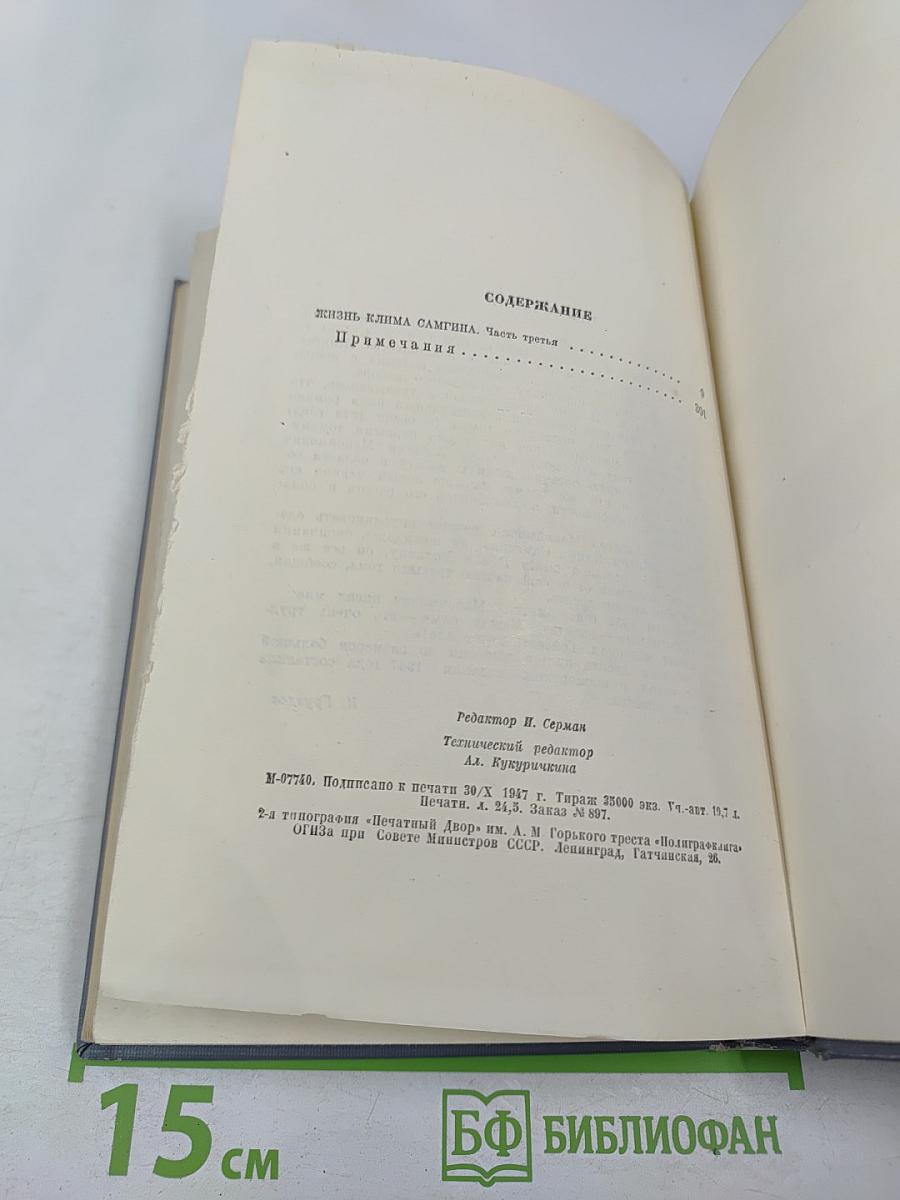 СОДЕРЖАНИЕ
ЖИЗНЬ КЛИМА САМГИНА. Часть третья . . . . . . . . . . . .
Примечания . . . . . . . . . . . . . . . . . . . . . .
Редактор И. Серман
Технический редактор
Ал. Кукуричкина
М-07740. Подписано к печати 30/X 1947 г. Тираж 35000 экз. Уч.-авт. 19,7 л.
Печатн. л. 24,5. Заказ № 897.
2-я типография «Печатный Двор» им. А. М. Горького треста «Полиграфкнига»
ОГИЗа при Совете Министров СССР. Ленинград, Гатчинская, 26.
15 см
БФ БИБЛИОФАН